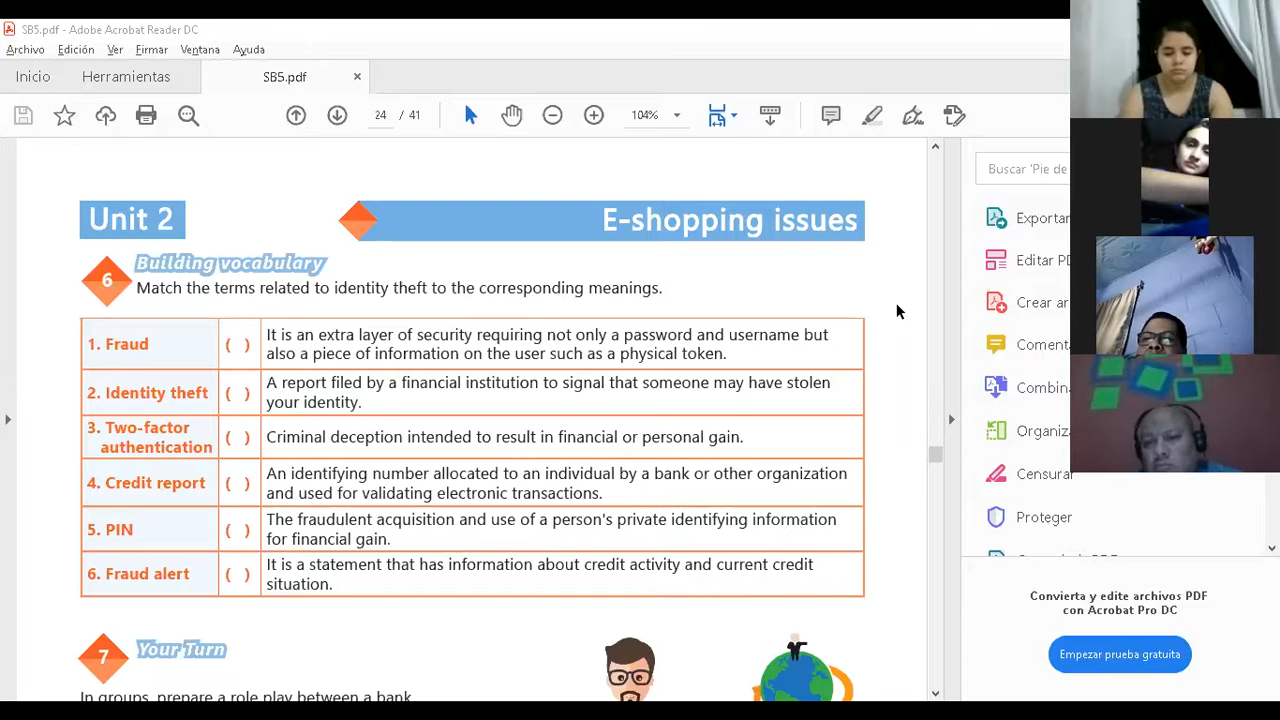 SB5.pdf - Adobe Acrobat Reader DC
Archivo Edición Ver Firmar Ventana Ayuda
Inicio Herramientas SB5.pdf ×
24 / 41 104%
Buscar 'Pie de
Unit 2 E-shopping issues
6 Building vocabulary
Match the terms related to identity theft to the corresponding meanings.
1. Fraud ( ) It is an extra layer of security requiring not only a password and username but
also a piece of information on the user such as a physical token.
2. Identity theft ( ) A report filed by a financial institution to signal that someone may have stolen
your identity.
3. Two-factor
authentication ( ) Criminal deception intended to result in financial or personal gain.
4. Credit report ( ) An identifying number allocated to an individual by a bank or other organization
and used for validating electronic transactions.
5. PIN ( ) The fraudulent acquisition and use of a person's private identifying information
for financial gain.
6. Fraud alert ( ) It is a statement that has information about credit activity and current credit
situation.
7 Your Turn
In groups, prepare a role play between a bank
Exportar
Editar PD
Crear ar
Coment
Combin
Organiz
Censurar
Proteger
Convierta y edite archivos PDF
con Acrobat Pro DC
Empezar prueba gratuita